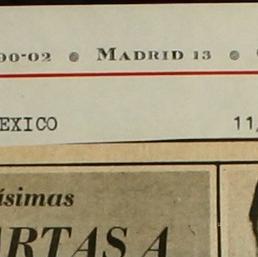 00-02 • MADRID 13 •
EXICO 11/
ísimas
RTAS A